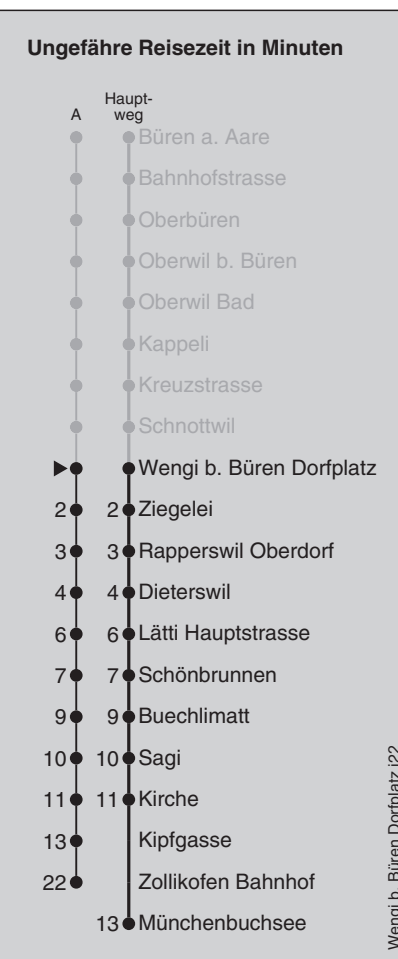 Ungefähre Reisezeit in Minuten
Haupt-
A weg
Büren a. Aare
Bahnhofstrasse
Oberbüren
Oberwil b. Büren
Oberwil Bad
Kappeli
Kreuzstrasse
Schnottwil
Wengi b. Büren Dorfplatz
2 2 Ziegelei
3 3 Rapperswil Oberdorf
4 4 Dieterswil
6 6 Lätti Hauptstrasse
7 7 Schönbrunnen
9 9 Buechlimatt
10 10 Sagi
11 11 Kirche
13 Kipfgasse
22 Zollikofen Bahnhof
13 Münchenbuchsee
Wengi b. Büren Dorfplatz j22